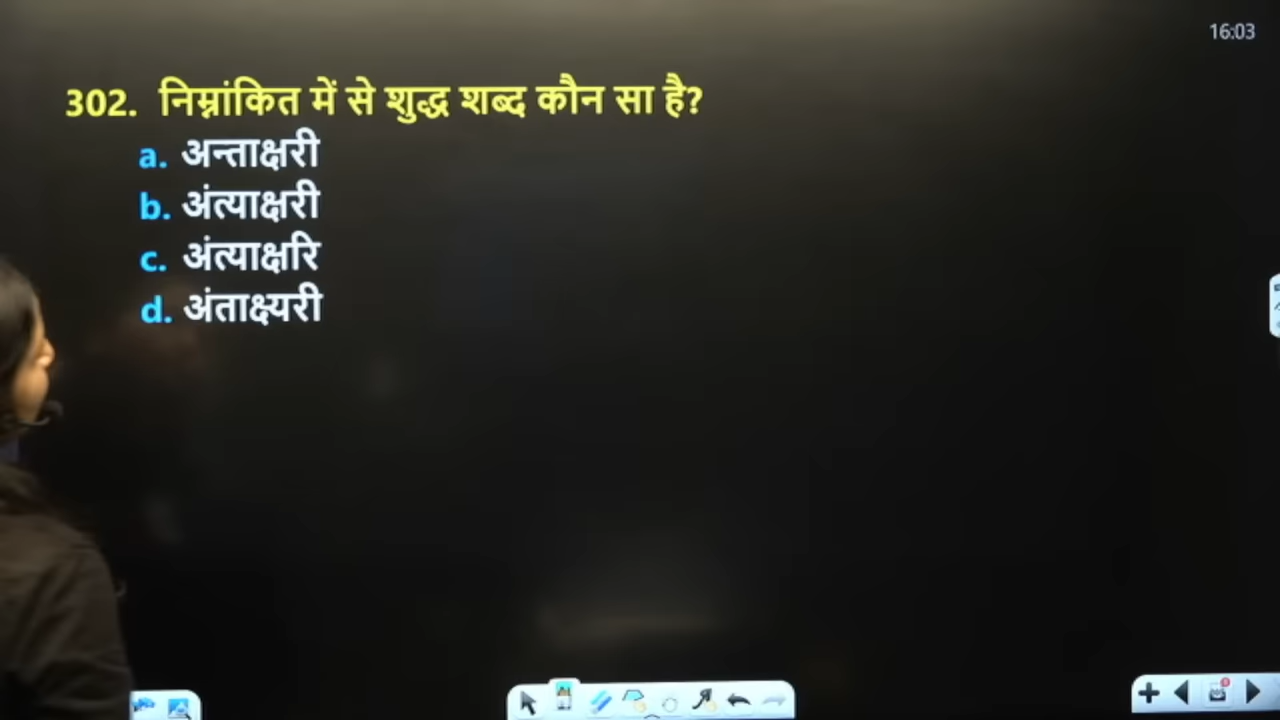 16:03
302. निम्नांकित में से शुद्ध शब्द कौन सा है?
a. अन्ताक्षरी
b. अंत्याक्षरी
c. अंत्याक्षरि
d. अंताक्ष्यरी